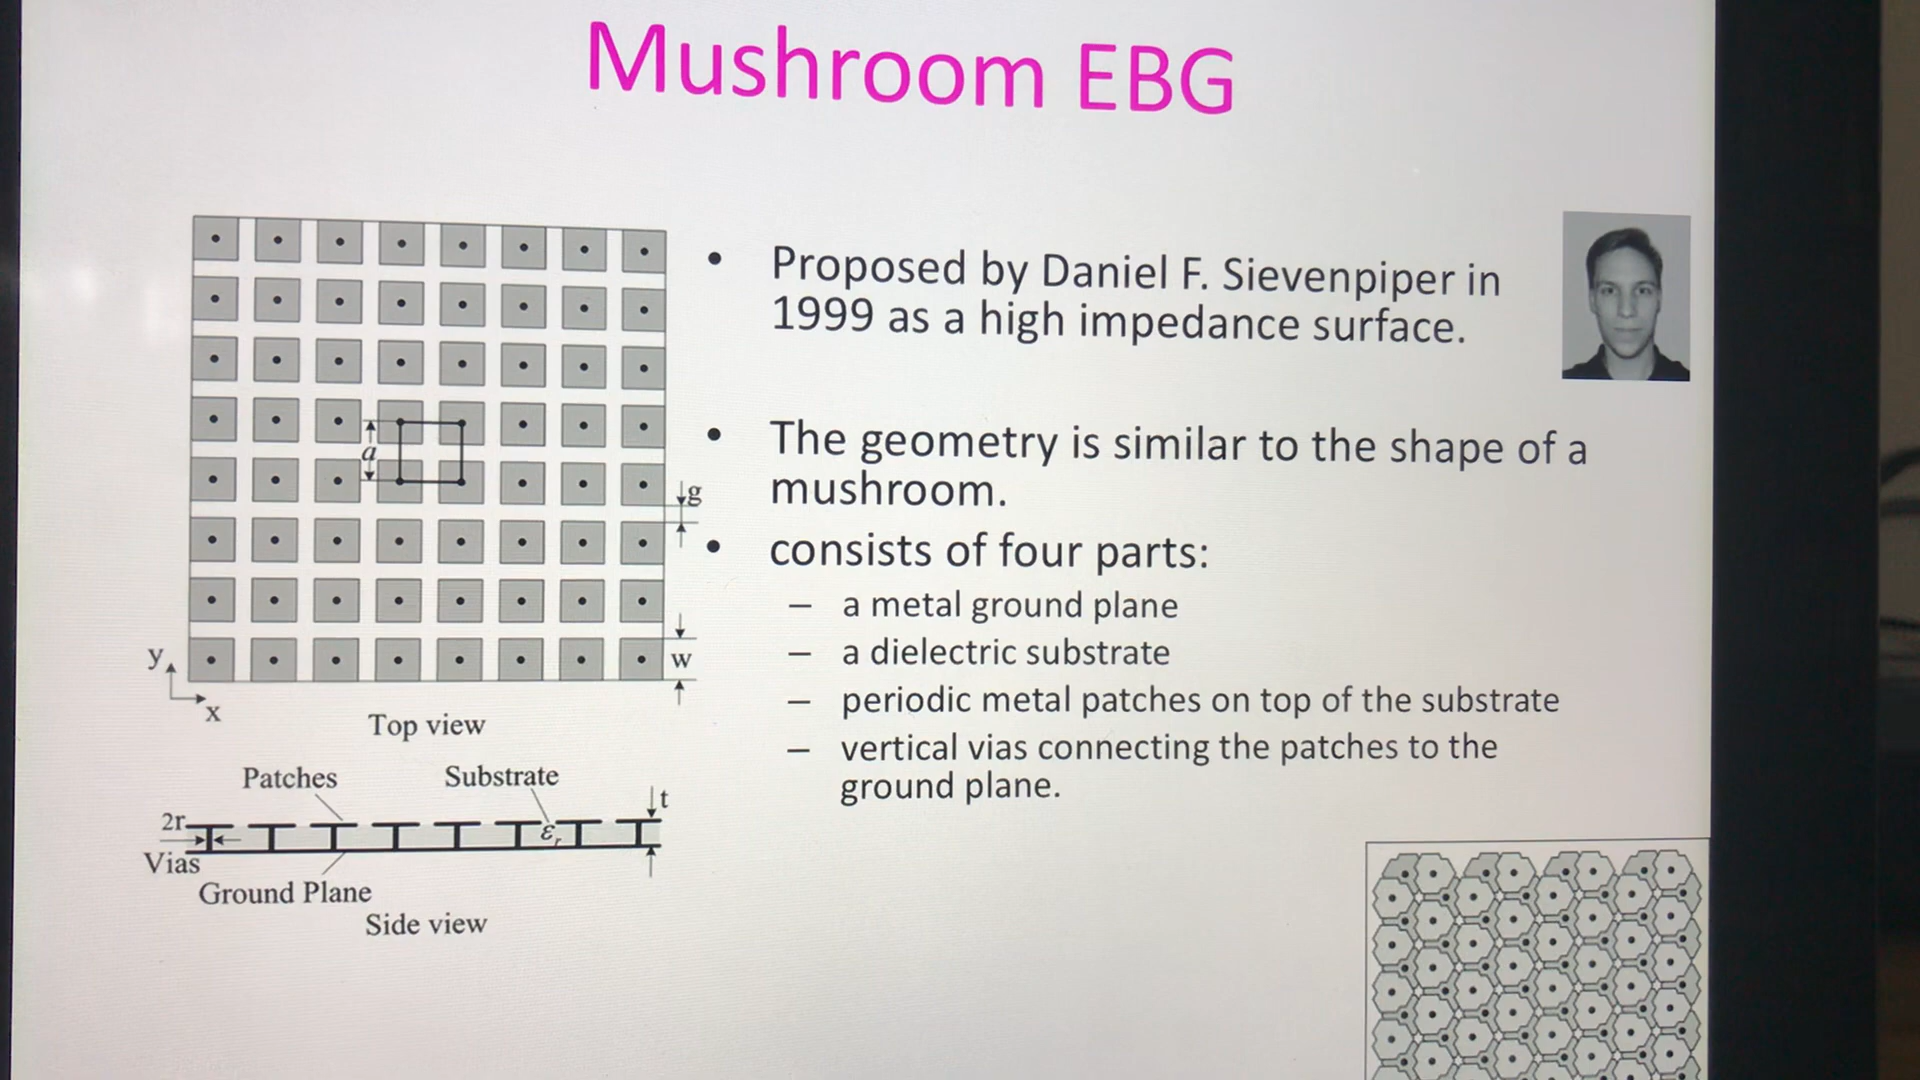 Mushroom EBG
• Proposed by Daniel F. Sievenpiper in
1999 as a high impedance surface.
• The geometry is similar to the shape of a
mushroom.
• consists of four parts:
– a metal ground plane
– a dielectric substrate
– periodic metal patches on top of the substrate
– vertical vias connecting the patches to the
ground plane.
a
g
w
y
x
Top view
Patches
Substrate
t
2r
εr
Vias
Ground Plane
Side view